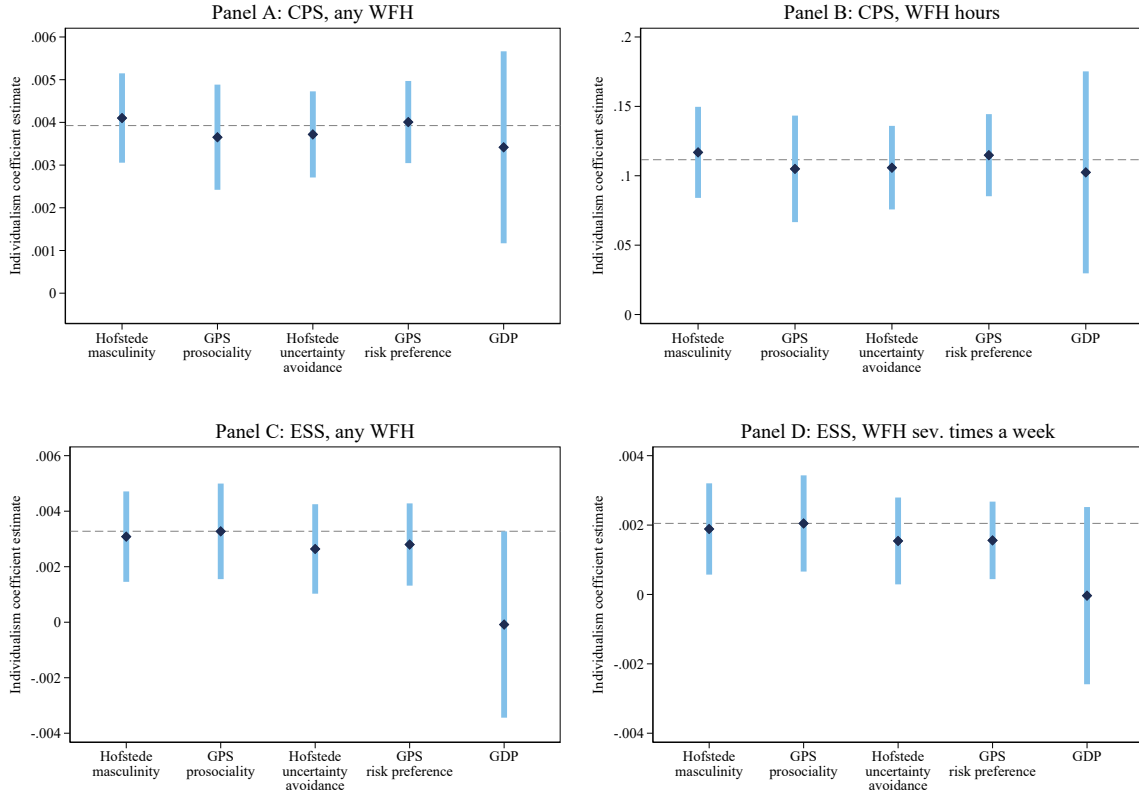 Panel A: CPS, any WFH
Individualism coefficient estimate
.006
.005
.004
.003
.002
.001
0
Hofstede
masculinity
GPS
prosociality
Hofstede
uncertainty
avoidance
GPS
risk preference
GDP
Panel B: CPS, WFH hours
Individualism coefficient estimate
.2
.15
.1
.05
0
Hofstede
masculinity
GPS
prosociality
Hofstede
uncertainty
avoidance
GPS
risk preference
GDP
Panel C: ESS, any WFH
Individualism coefficient estimate
.006
.004
.002
0
-.002
-.004
Hofstede
masculinity
GPS
prosociality
Hofstede
uncertainty
avoidance
GPS
risk preference
GDP
Panel D: ESS, WFH sev. times a week
Individualism coefficient estimate
.004
.002
0
-.002
-.004
Hofstede
masculinity
GPS
prosociality
Hofstede
uncertainty
avoidance
GPS
risk preference
GDP